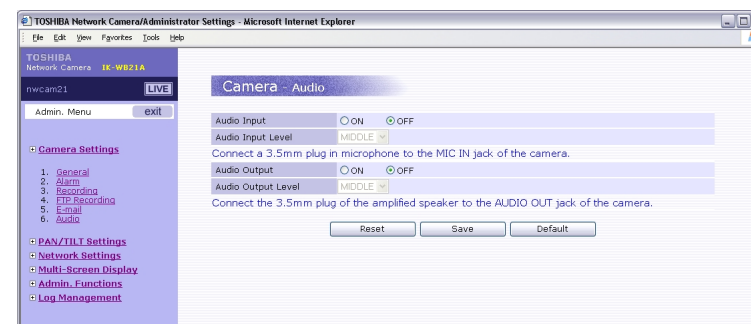 TOSHIBA Network Camera/Administrator Settings - Microsoft Internet Explorer
File Edit View Favorites Tools Help
TOSHIBA
Network Camera IK-WB21A
nwcam21 LIVE
Admin. Menu exit
Camera Settings
1. General
2. Alarm
3. Recording
4. FTP Recording
5. E-mail
6. Audio
PAN/TILT Settings
Network Settings
Multi-Screen Display
Admin. Functions
Log Management
Camera - Audio
Audio Input ON OFF
Audio Input Level MIDDLE
Connect a 3.5mm plug in microphone to the MIC IN jack of the camera.
Audio Output ON OFF
Audio Output Level MIDDLE
Connect the 3.5mm plug of the amplified speaker to the AUDIO OUT jack of the camera.
Reset Save Default